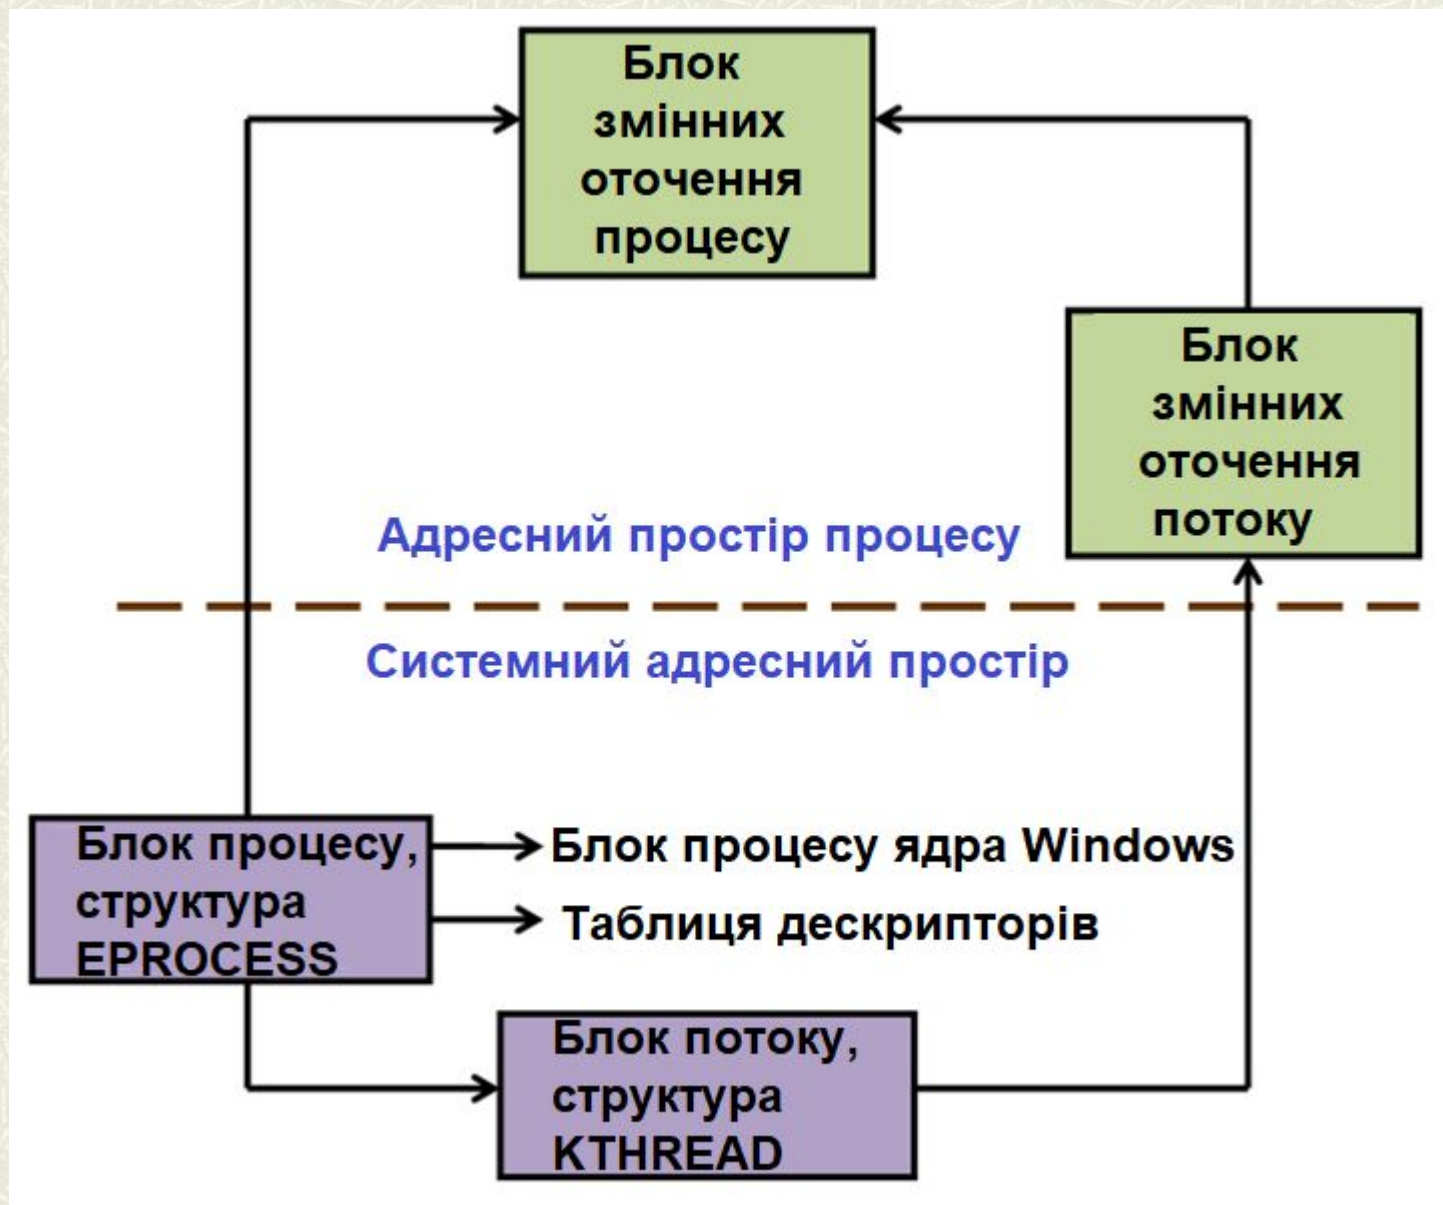 Блок
змінних
оточення
процесу
Блок
змінних
оточення
потоку
Адресний простір процесу
Системний адресний простір
Блок процесу,
структура
EPROCESS
Блок процесу ядра Windows
Таблиця дескрипторів
Блок потоку,
структура
KTHREAD